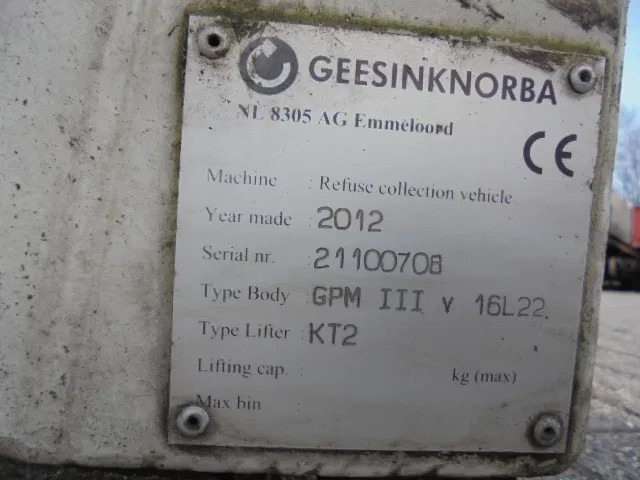 GEESINKNORBA
NL 8305 AG Emmeloord
CE
Machine : Refuse collection vehicle
Year made : 2012
Serial nr. : 21100708
Type Body : GPM III v 16L22
Type Lifter : KT2
Lifting cap. : kg (max)
Max bin